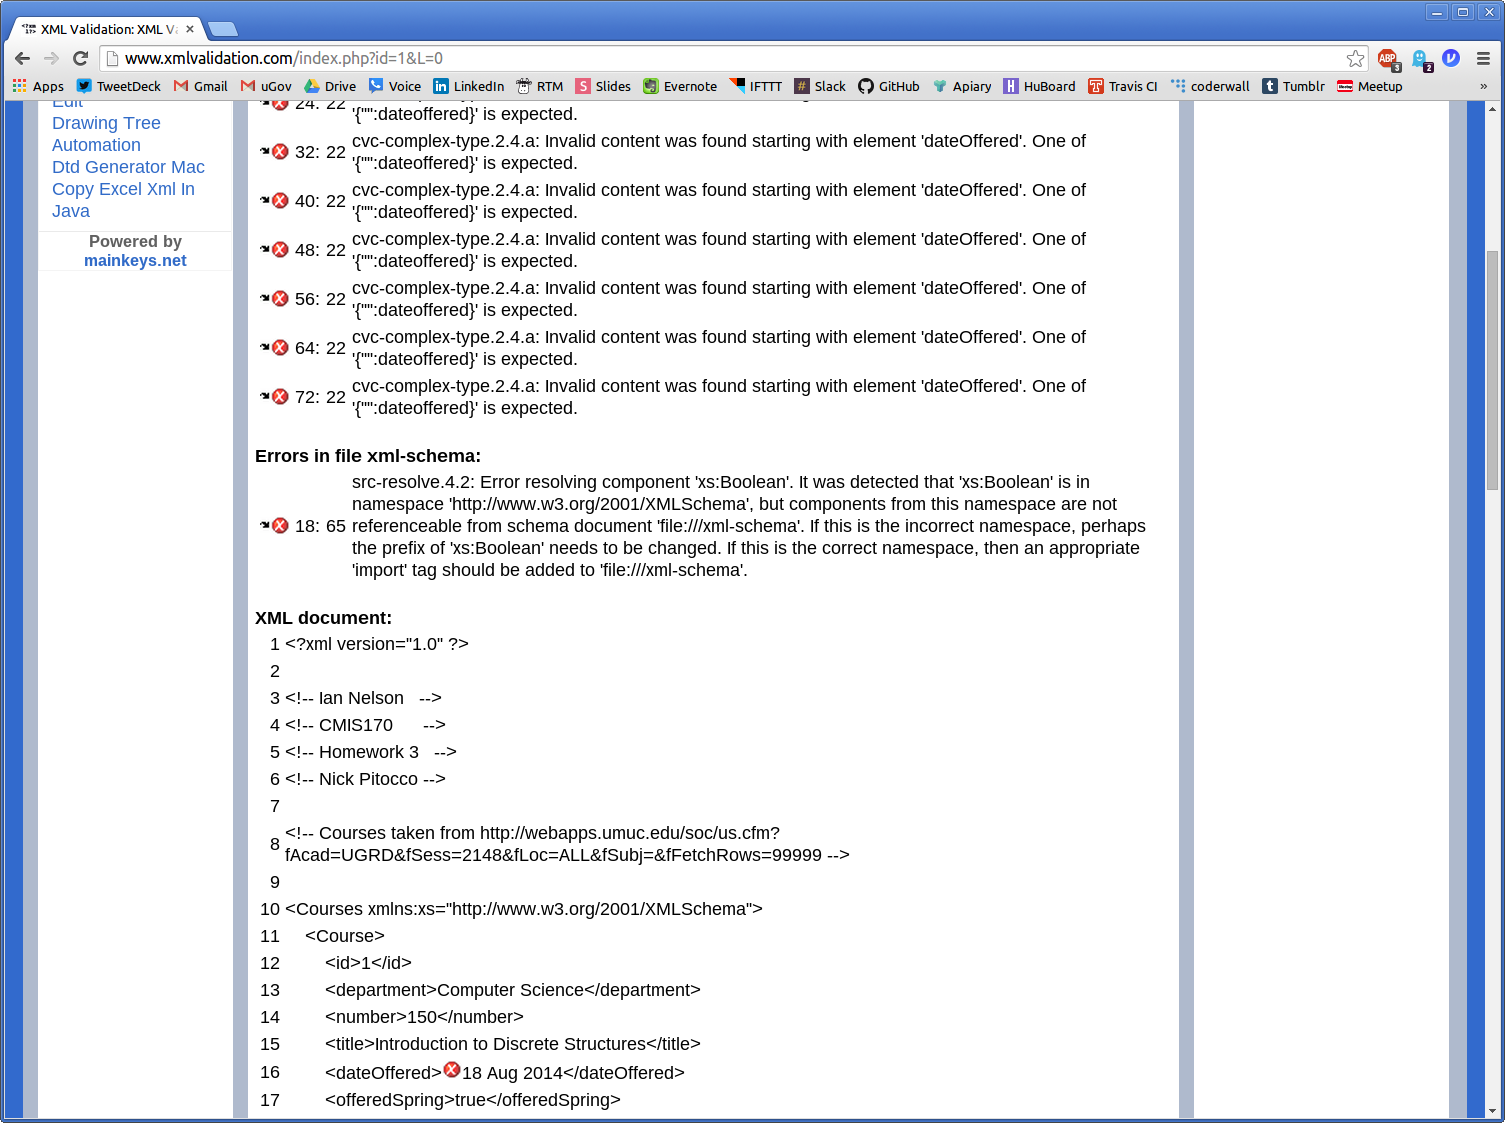 XML Validation: XML V
www.xmlvalidation.com/index.php?id=1&L=0
ABP 3 2
Apps TweetDeck Gmail uGov Drive Voice LinkedIn RTM Slides Evernote IFTTT Slack GitHub Apiary HuBoard Travis CI coderwall Tumblr Meetup »
Edit
Drawing Tree
Automation
Dtd Generator Mac
Copy Excel Xml In
Java
Powered by
mainkeys.net
24: 22
'{"":dateoffered}' is expected.
32: 22 cvc-complex-type.2.4.a: Invalid content was found starting with element 'dateOffered'. One of
'{"":dateoffered}' is expected.
40: 22 cvc-complex-type.2.4.a: Invalid content was found starting with element 'dateOffered'. One of
'{"":dateoffered}' is expected.
48: 22 cvc-complex-type.2.4.a: Invalid content was found starting with element 'dateOffered'. One of
'{"":dateoffered}' is expected.
56: 22 cvc-complex-type.2.4.a: Invalid content was found starting with element 'dateOffered'. One of
'{"":dateoffered}' is expected.
64: 22 cvc-complex-type.2.4.a: Invalid content was found starting with element 'dateOffered'. One of
'{"":dateoffered}' is expected.
72: 22 cvc-complex-type.2.4.a: Invalid content was found starting with element 'dateOffered'. One of
'{"":dateoffered}' is expected.
Errors in file xml-schema:
src-resolve.4.2: Error resolving component 'xs:Boolean'. It was detected that 'xs:Boolean' is in
namespace 'http://www.w3.org/2001/XMLSchema', but components from this namespace are not
18: 65 referenceable from schema document 'file:///xml-schema'. If this is the incorrect namespace, perhaps
the prefix of 'xs:Boolean' needs to be changed. If this is the correct namespace, then an appropriate
'import' tag should be added to 'file:///xml-schema'.
XML document:
1 <?xml version="1.0" ?>
2
3 <!-- Ian Nelson   -->
4 <!-- CMIS170      -->
5 <!-- Homework 3   -->
6 <!-- Nick Pitocco -->
7
8 <!-- Courses taken from http://webapps.umuc.edu/soc/us.cfm?
fAcad=UGRD&fSess=2148&fLoc=ALL&fSubj=&fFetchRows=99999 -->
9
10 <Courses xmlns:xs="http://www.w3.org/2001/XMLSchema">
11 <Course>
12 <id>1</id>
13 <department>Computer Science</department>
14 <number>150</number>
15 <title>Introduction to Discrete Structures</title>
16 <dateOffered>18 Aug 2014</dateOffered>
17 <offeredSpring>true</offeredSpring>